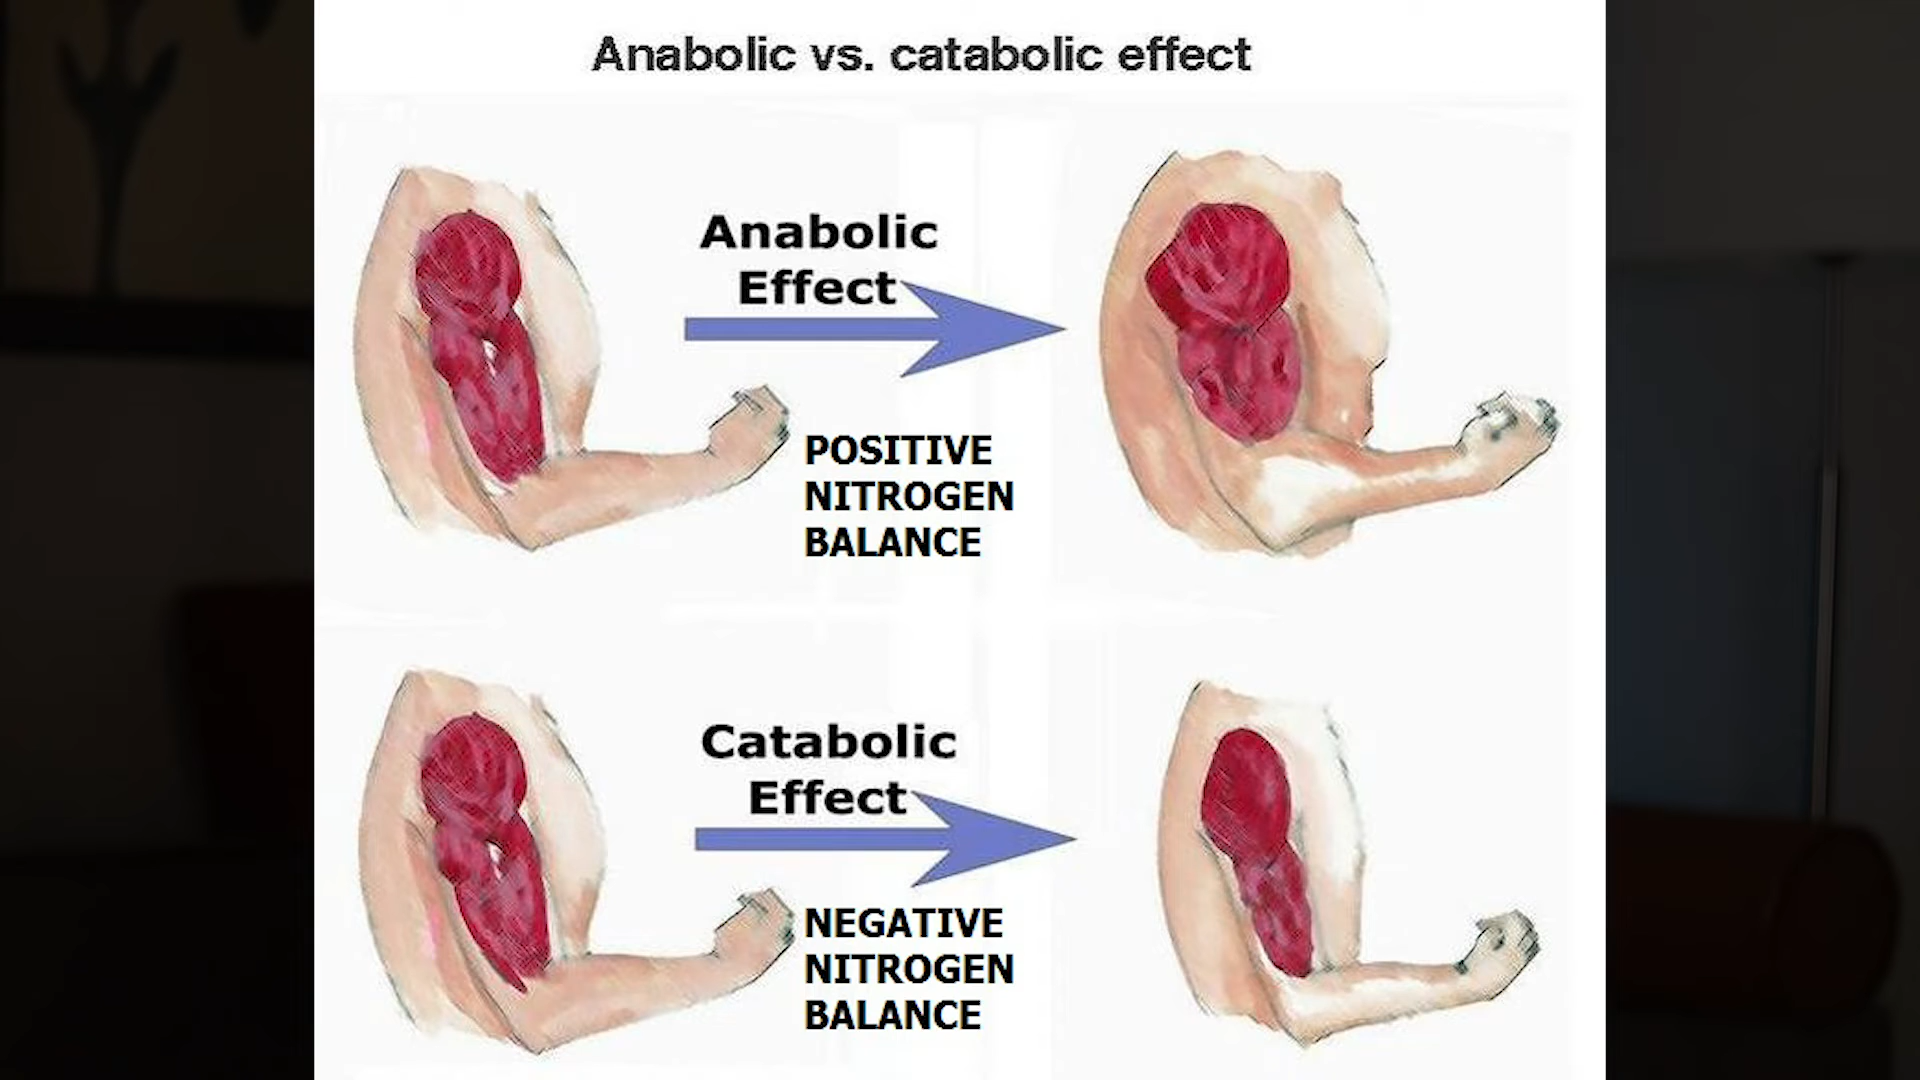 Anabolic vs. catabolic effect
Anabolic
Effect
POSITIVE
NITROGEN
BALANCE
Catabolic
Effect
NEGATIVE
NITROGEN
BALANCE